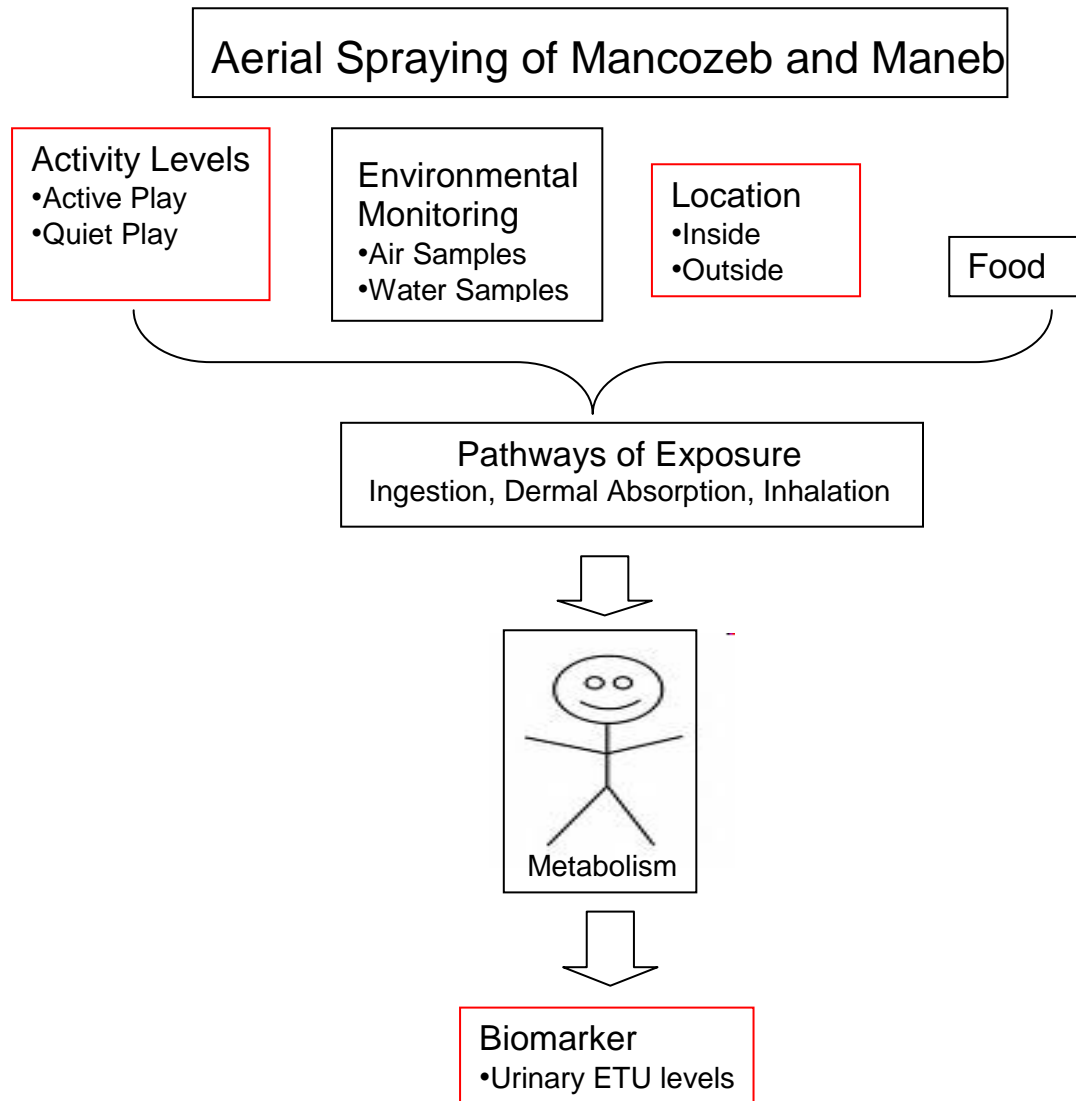 Aerial Spraying of Mancozeb and Maneb
Activity Levels
•Active Play
•Quiet Play
Environmental
Monitoring
•Air Samples
•Water Samples
Location
•Inside
•Outside
Food
Pathways of Exposure
Ingestion, Dermal Absorption, Inhalation
Metabolism
Biomarker
•Urinary ETU levels